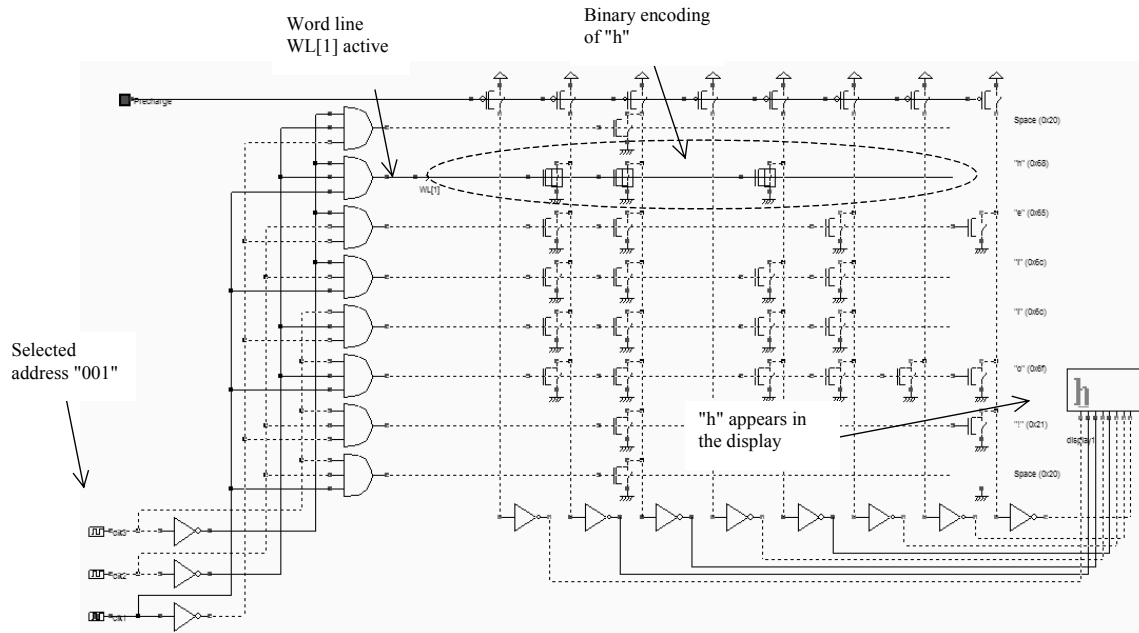 Word line
WL[1] active
Binary encoding
of "h"
Precharge
Space (0x20)
"h" (0x68)
WL[1]
"e" (0x65)
"l" (0x6c)
"l" (0x6c)
Selected
address "001"
"o" (0x6f)
h
"h" appears in
the display
"!" (0x21)
display1
Space (0x20)
clk3
clk2
clk1